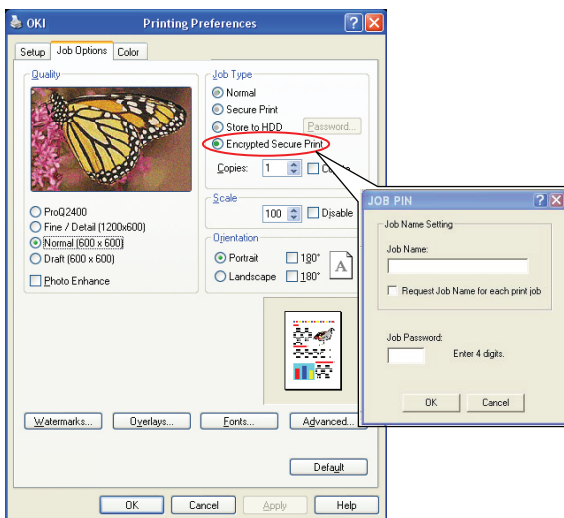 OKI Printing Preferences
Setup Job Options Color
Quality
ProQ2400
Fine / Detail (1200x600)
Normal (600 x 600)
Draft (600 x 600)
Photo Enhance
Job Type
Normal
Secure Print
Store to HDD Password...
Encrypted Secure Print
Copies: 1
Scale
100 Disable
Orientation
Portrait 180°
Landscape 180°
A
Watermarks... Overlays... Fonts... Advanced...
Default
OK Cancel Apply Help
JOB PIN
Job Name Setting
Job Name:
Request Job Name for each print job
Job Password:
Enter 4 digits.
OK Cancel